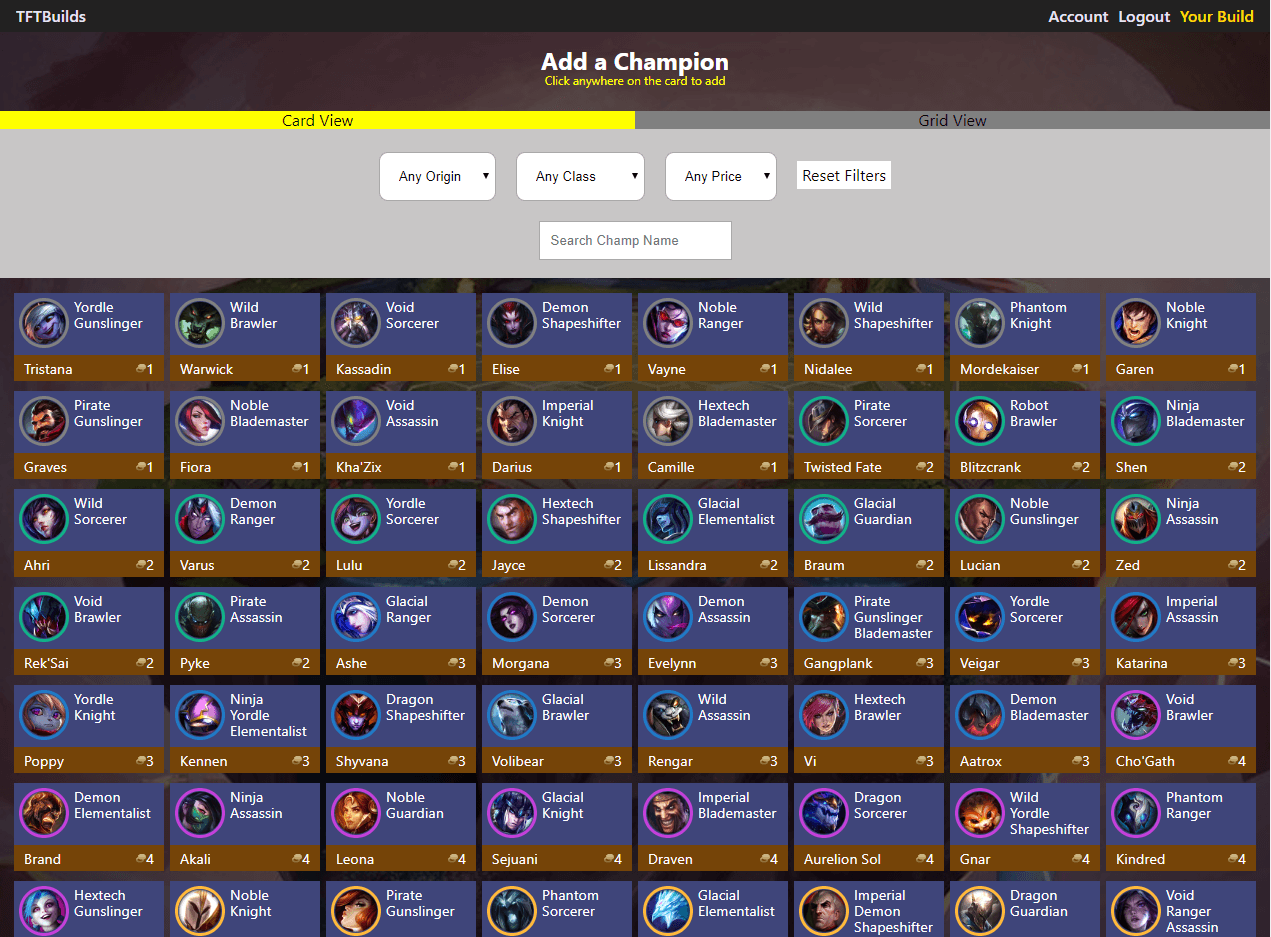 TFTBuilds
Account Logout Your Build
Add a Champion
Click anywhere on the card to add
Card View
Grid View
Any Origin
Any Class
Any Price
Reset Filters
Search Champ Name
Yordle
Gunslinger
Tristana 1
Wild
Brawler
Warwick 1
Void
Sorcerer
Kassadin 1
Demon
Shapeshifter
Elise 1
Noble
Ranger
Vayne 1
Wild
Shapeshifter
Nidalee 1
Phantom
Knight
Mordekaiser 1
Noble
Knight
Garen 1
Pirate
Gunslinger
Graves 1
Noble
Blademaster
Fiora 1
Void
Assassin
Kha'Zix 1
Imperial
Knight
Darius 1
Hextech
Blademaster
Camille 1
Pirate
Sorcerer
Twisted Fate 2
Robot
Brawler
Blitzcrank 2
Ninja
Blademaster
Shen 2
Wild
Sorcerer
Ahri 2
Demon
Ranger
Varus 2
Yordle
Sorcerer
Lulu 2
Hextech
Shapeshifter
Jayce 2
Glacial
Elementalist
Lissandra 2
Glacial
Guardian
Braum 2
Noble
Gunslinger
Lucian 2
Ninja
Assassin
Zed 2
Void
Brawler
Rek'Sai 2
Pirate
Assassin
Pyke 2
Glacial
Ranger
Ashe 3
Demon
Sorcerer
Morgana 3
Demon
Assassin
Evelynn 3
Pirate
Gunslinger
Blademaster
Gangplank 3
Yordle
Sorcerer
Veigar 3
Imperial
Assassin
Katarina 3
Yordle
Knight
Poppy 3
Ninja
Yordle
Elementalist
Kennen 3
Dragon
Shapeshifter
Shyvana 3
Glacial
Brawler
Volibear 3
Wild
Assassin
Rengar 3
Hextech
Brawler
Vi 3
Demon
Blademaster
Aatrox 3
Void
Brawler
Cho'Gath 4
Demon
Elementalist
Brand 4
Ninja
Assassin
Akali 4
Noble
Guardian
Leona 4
Glacial
Knight
Sejuani 4
Imperial
Blademaster
Draven 4
Dragon
Sorcerer
Aurelion Sol 4
Wild
Yordle
Shapeshifter
Gnar 4
Phantom
Ranger
Kindred 4
Hextech
Gunslinger
Noble
Knight
Pirate
Gunslinger
Phantom
Sorcerer
Glacial
Elementalist
Imperial
Demon
Shapeshifter
Dragon
Guardian
Void
Ranger
Assassin